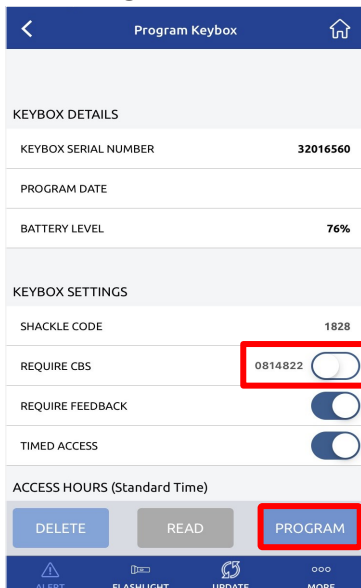 Program Keybox
KEYBOX DETAILS
KEYBOX SERIAL NUMBER 32016560
PROGRAM DATE
BATTERY LEVEL 76%
KEYBOX SETTINGS
SHACKLE CODE 1828
REQUIRE CBS 0814822
REQUIRE FEEDBACK
TIMED ACCESS
ACCESS HOURS (Standard Time)
DELETE READ PROGRAM
ALERT FLASHLIGHT UPDATE MORE